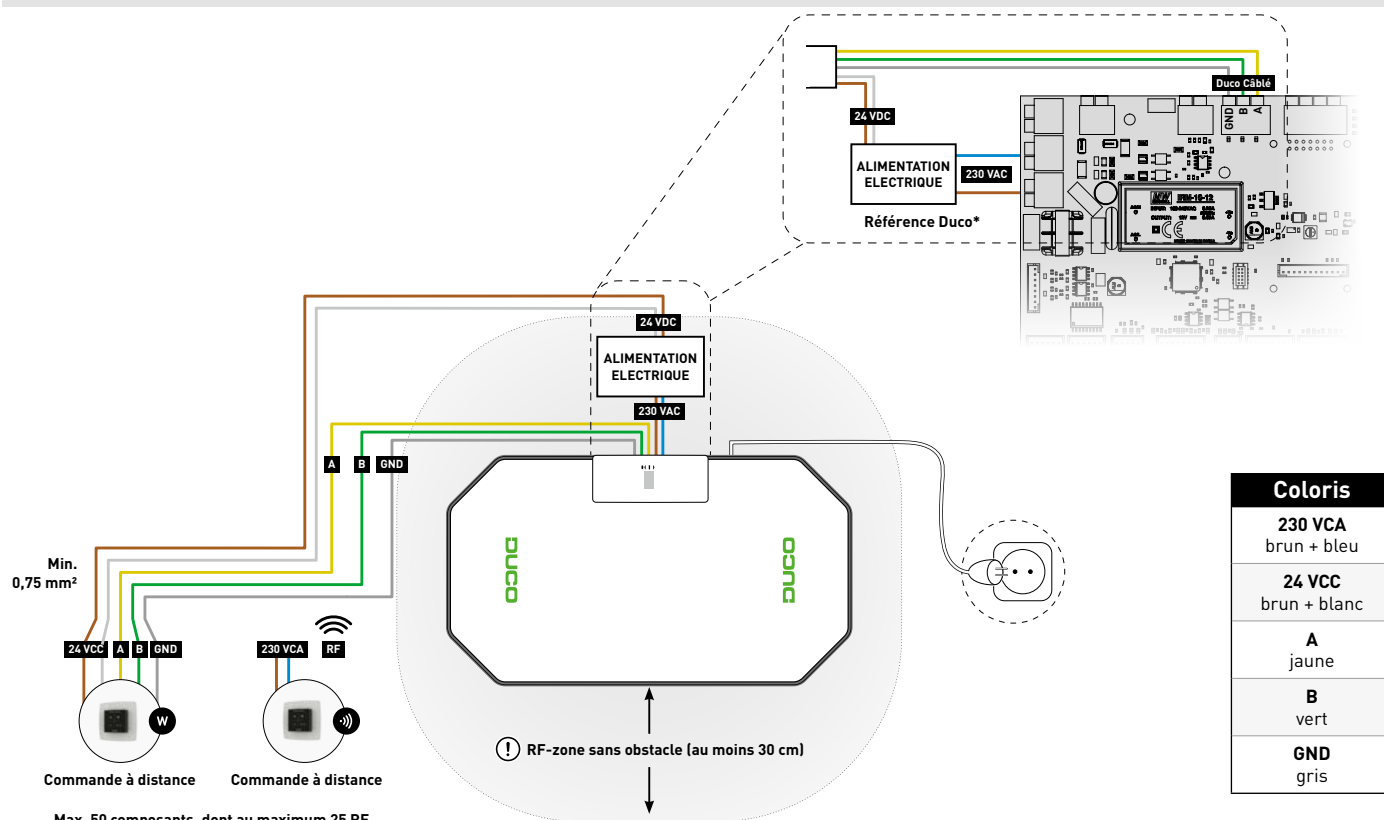 Duco Câblé
GND
B
A
24 VDC
ALIMENTATION
ELECTRIQUE
230 VAC
Référence Duco*
24 VDC
ALIMENTATION
ELECTRIQUE
230 VAC
A
B
GND
DUCO
DUCO
Min.
0,75 mm²
24 VCC
A
B
GND
230 VCA
RF
W
Commande à distance
Commande à distance
! RF-zone sans obstacle (au moins 30 cm)
Max. 50 composants, dont au maximum 25 RF
Coloris
230 VCA
brun + bleu
24 VCC
brun + blanc
A
jaune
B
vert
GND
gris